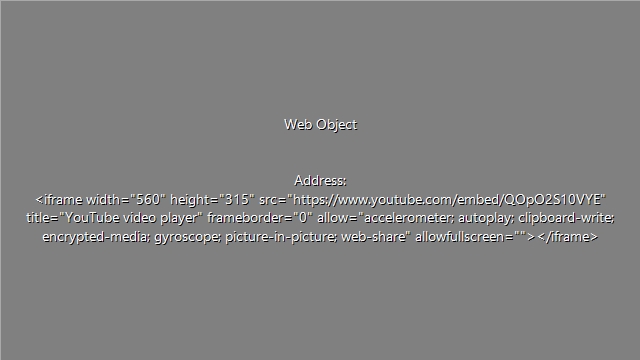 Web Object
Address:
<iframe width="560" height="315" src="https://www.youtube.com/embed/QOpO2S10VYE"
title="YouTube video player" frameborder="0" allow="accelerometer; autoplay; clipboard-write;
encrypted-media; gyroscope; picture-in-picture; web-share" allowfullscreen=""></iframe>